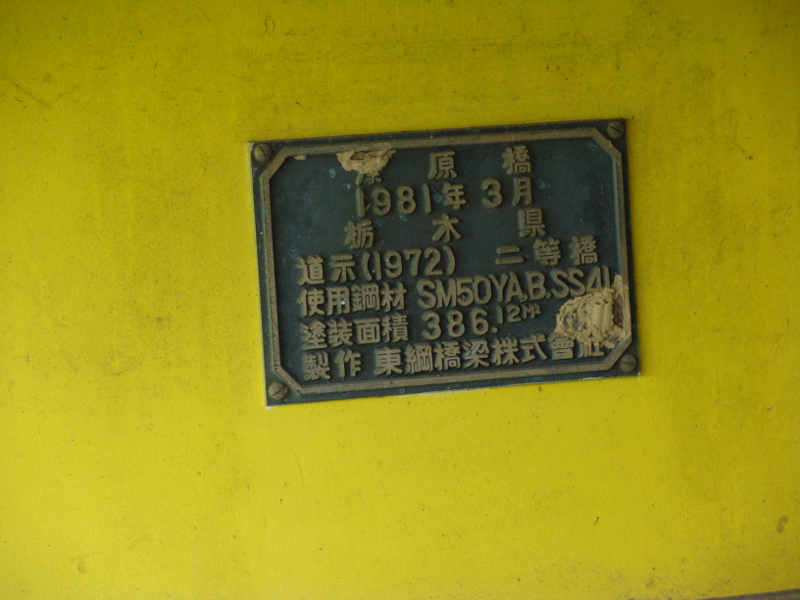 原橋
1981年3月
栃木県
道示(1972) 二等橋
使用鋼材 SM50YA,B.SS41
塗装面積 386.12M²
製作 東綱橋梁株式會社